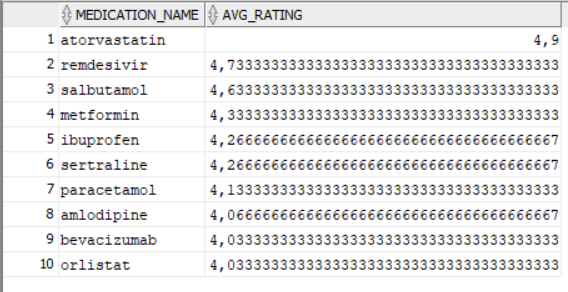 MEDICATION_NAME AVG_RATING
1 atorvastatin 4,9
2 remdesivir 4,733333333333333333333333333333333333333
3 salbutamol 4,633333333333333333333333333333333333333
4 metformin 4,333333333333333333333333333333333333333
5 ibuprofen 4,266666666666666666666666666666666666667
6 sertraline 4,266666666666666666666666666666666666667
7 paracetamol 4,133333333333333333333333333333333333333
8 amlodipine 4,066666666666666666666666666666666666667
9 bevacizumab 4,033333333333333333333333333333333333333
10 orlistat 4,033333333333333333333333333333333333333